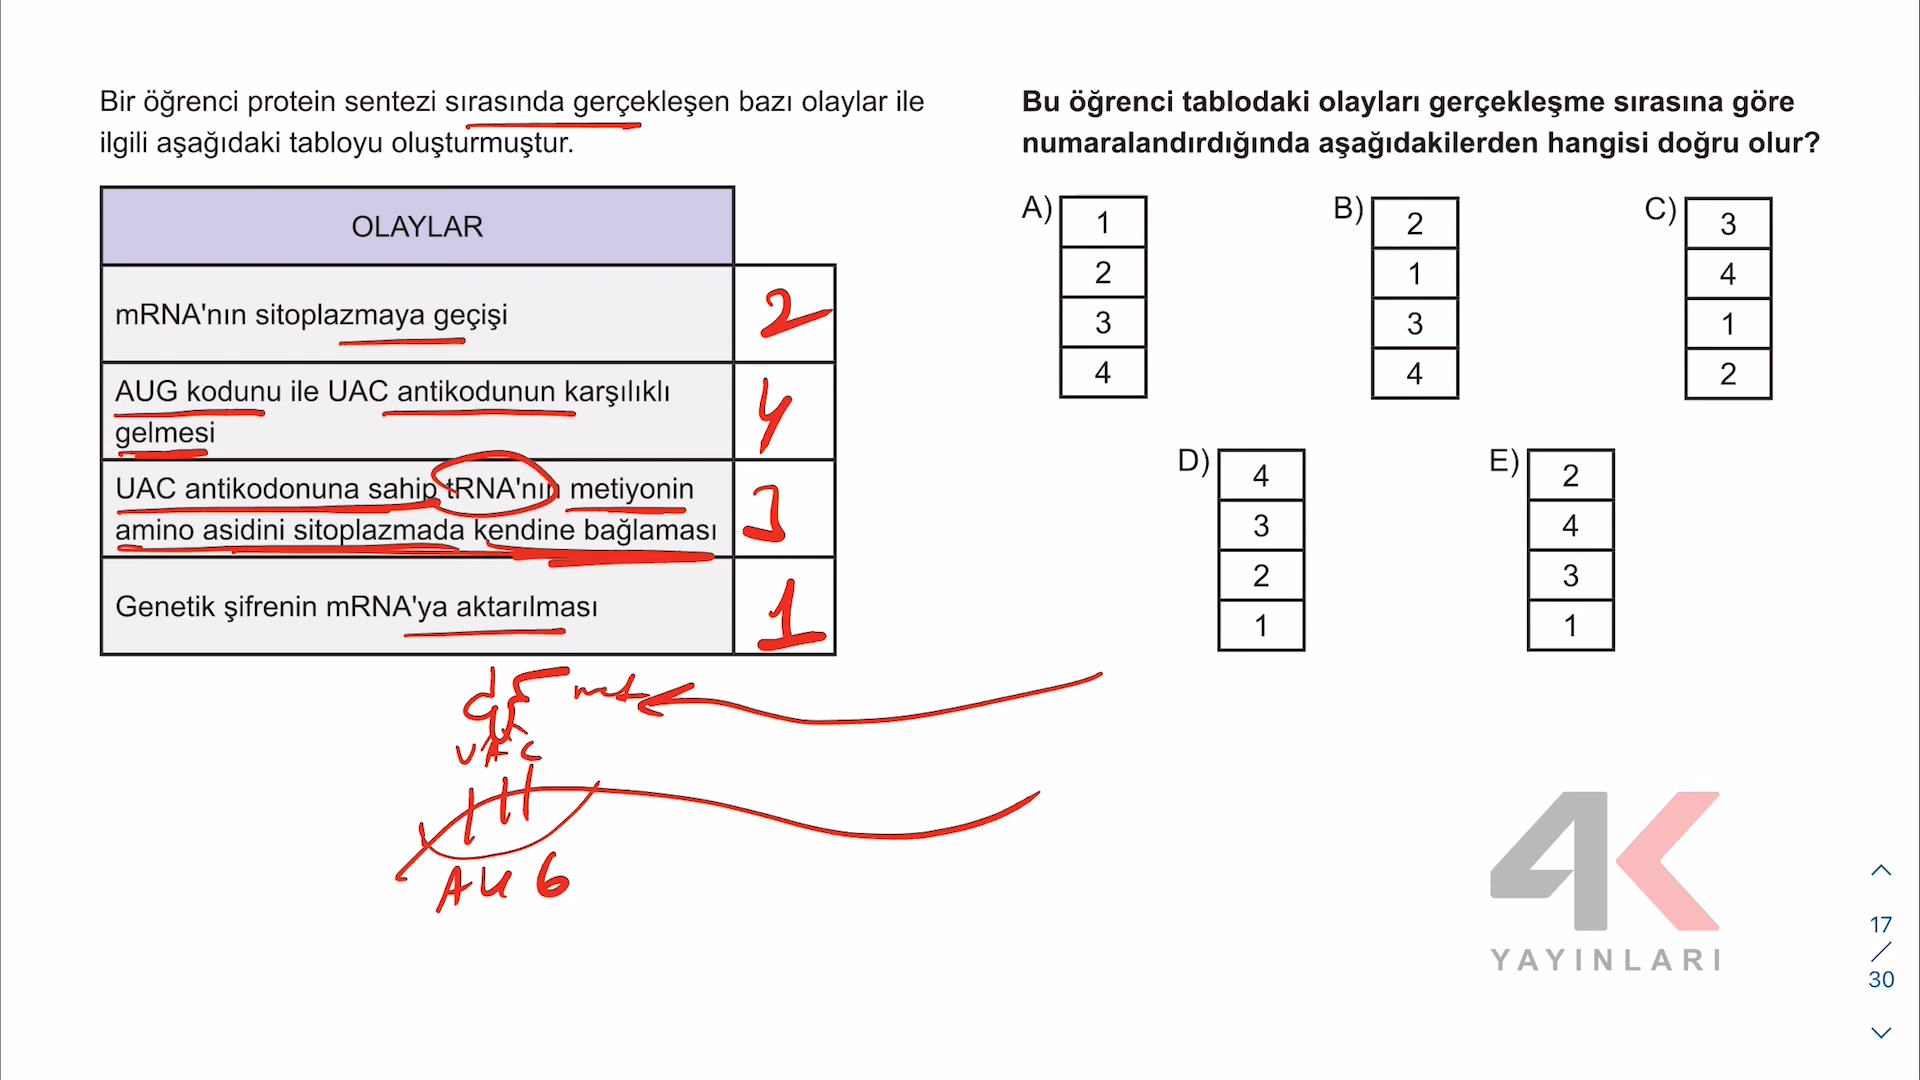 Bir öğrenci protein sentezi sırasında gerçekleşen bazı olaylar ile
ilgili aşağıdaki tabloyu oluşturmuştur.
OLAYLAR
mRNA'nın sitoplazmaya geçişi
2
AUG kodunu ile UAC antikodunun karşılıklı
gelmesi
4
UAC antikodonuna sahip tRNA'nın metiyonin
amino asidini sitoplazmada kendine bağlaması
3
Genetik şifrenin mRNA'ya aktarılması
1
met
UAC
AUG
Bu öğrenci tablodaki olayları gerçekleşme sırasına göre
numaralandırdığında aşağıdakilerden hangisi doğru olur?
A)
1
2
3
4
B)
2
1
3
4
C)
3
4
1
2
D)
4
3
2
1
E)
2
4
3
1
4K
YAYINLARI
17
/
30